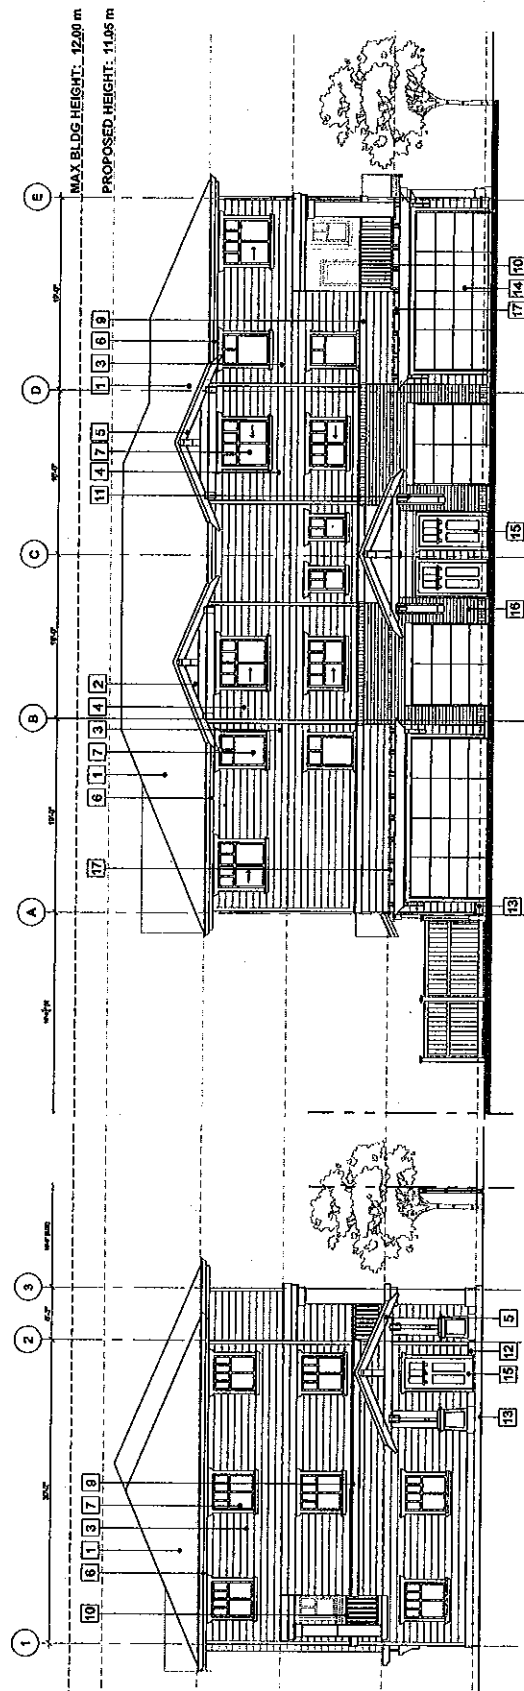 MAX BLDG HEIGHT: 12.00 m
PROPOSED HEIGHT: 11.05 m
1 2 3
10 6 1 3 7 9
13 15 12 5
A B C D E
17 6 1 7 3 4 2 11 4 7 5 1 3 6 9
13 16 15 17 14 10